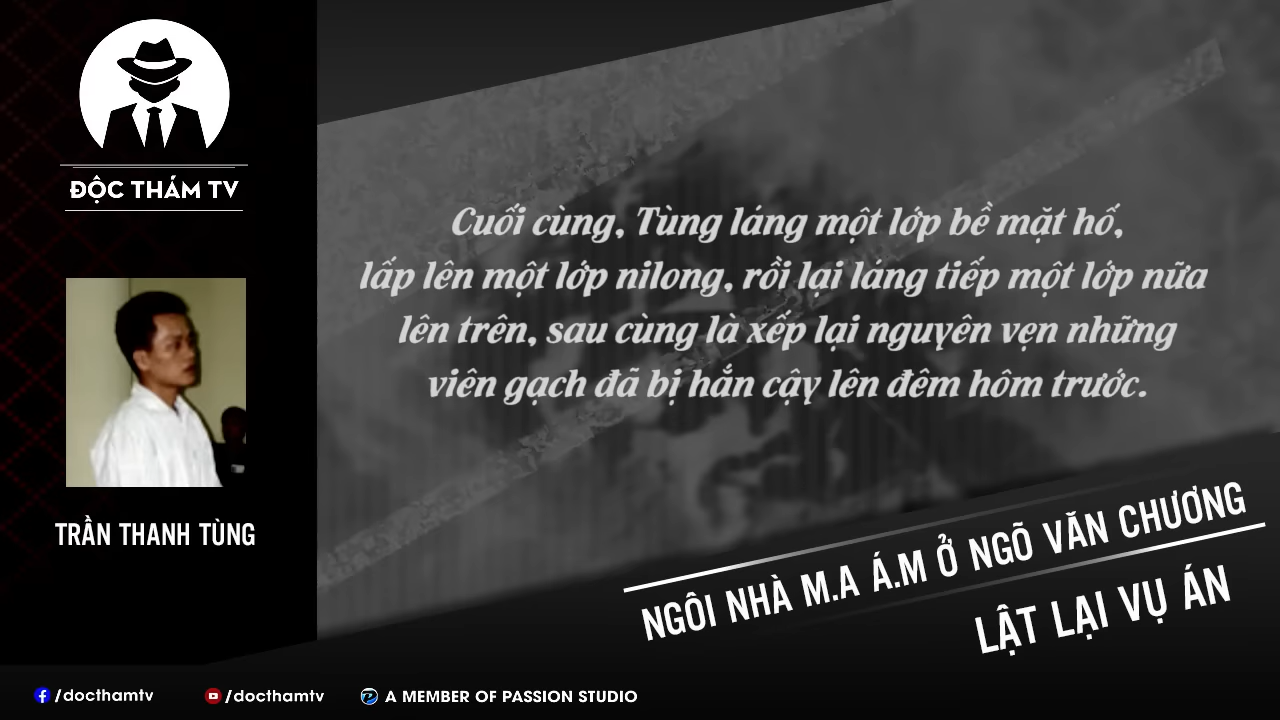 ĐỘC THÁM TV
TRẦN THANH TÙNG
Cuối cùng, Tùng láng một lớp bề mặt hố,
lấp lên một lớp nilong, rồi lại láng tiếp một lớp nữa
lên trên, sau cùng là xếp lại nguyên vẹn những
viên gạch đã bị hắn cậy lên đêm hôm trước.
NGÔI NHÀ M.A Á.M Ở NGÕ VĂN CHƯƠNG
LẬT LẠI VỤ ÁN
/docthamtv
/docthamtv
A MEMBER OF PASSION STUDIO